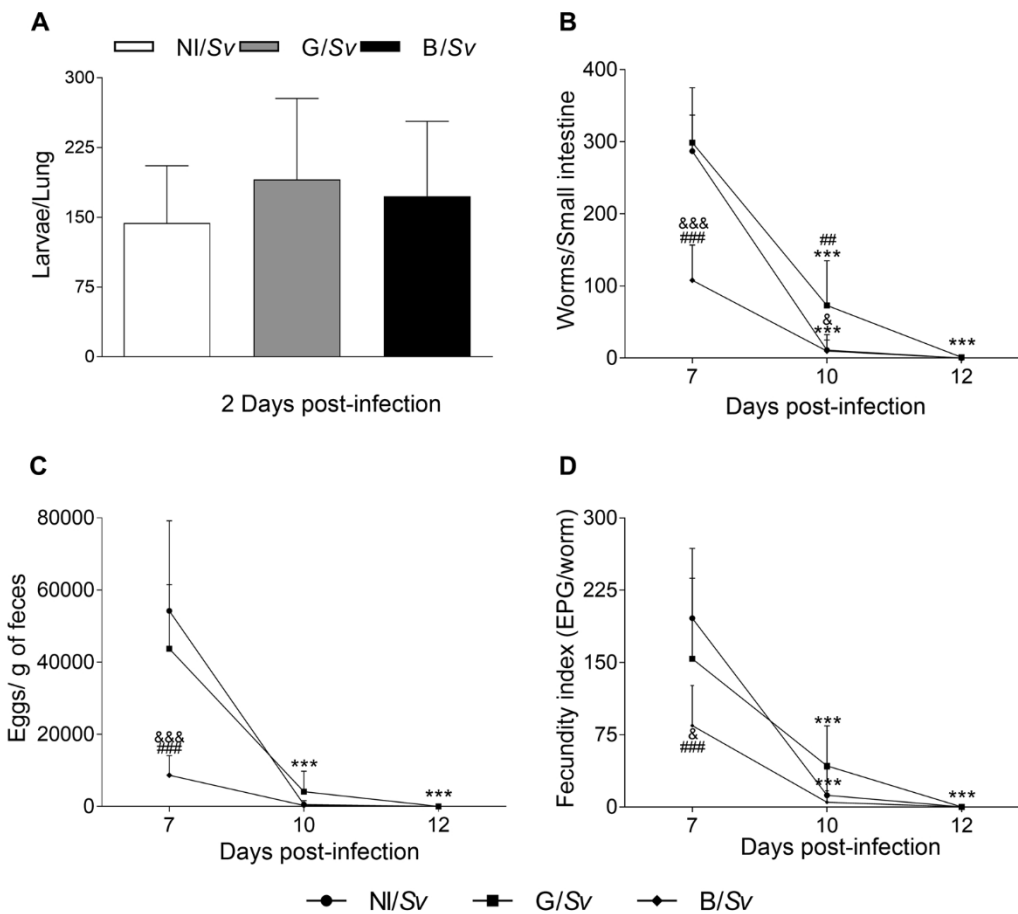 A
NI/Sv G/Sv B/Sv
300
225
150
75
0
Larvae/Lung
2 Days post-infection
B
400
300
200
100
0
Worms/Small intestine
&&&
###
##
***
&
***
***
7 10 12
Days post-infection
C
80000
60000
40000
20000
0
Eggs/ g of feces
&&&
###
***
***
7 10 12
Days post-infection
D
300
225
150
75
0
Fecundity index (EPG/worm)
&
###
***
***
***
7 10 12
Days post-infection
NI/Sv G/Sv B/Sv